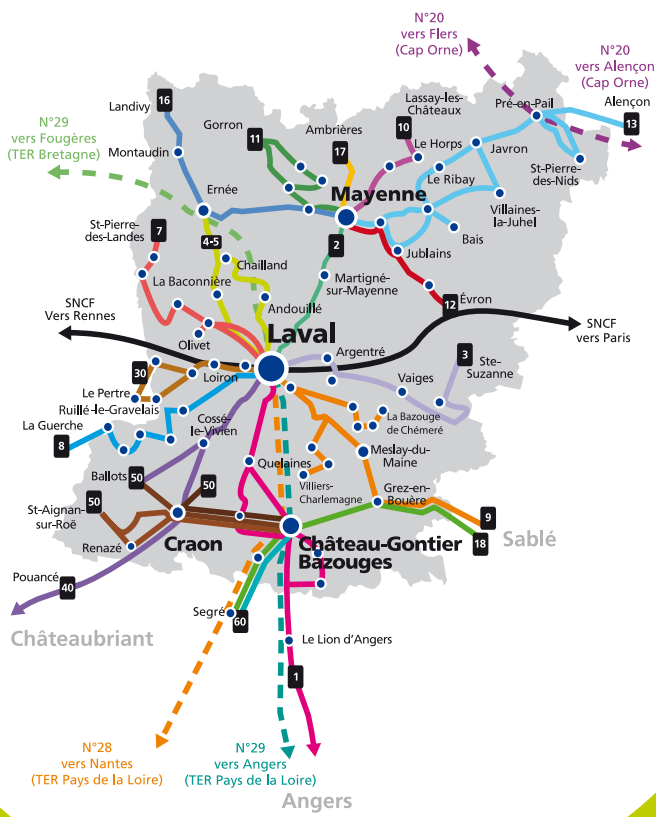 N°20
vers Flers
(Cap Orne)
N°20
vers Alençon
(Cap Orne)
16
Landivy
Lassay-les-
Châteaux
Pré-en-Pail
Alençon
13
N°29
vers Fougères
(TER Bretagne)
Gorron
11
Ambrières
17
10
Le Horps
Javron
Montaudin
Le Ribay
St-Pierre-
des-Nids
Ernée
Mayenne
Villaines-
la-Juhel
St-Pierre-
des-Landes
7
4-5
2
Jublains
Bais
Chailland
La Baconnière
Martigné-
sur-Mayenne
Andouillé
12
Évron
SNCF
Vers Rennes
Olivet
Laval
SNCF
vers Paris
Argentré
3
Ste-
Suzanne
30
Loiron
Vaiges
Le Pertre
Ruillé-le-Gravelais
La Bazouge
de Chéméré
La Guerche
8
Cossé-
le-Vivien
Meslay-du-
Maine
Quelaines
Ballots
50
50
Villiers-
Charlemagne
Grez-en-
Bouère
50
St-Aignan-
sur-Roë
9
18
Sablé
Renazé
Craon
Château-Gontier
Bazouges
Pouancé
40
Segré
60
Châteaubriant
Le Lion d'Angers
1
N°28
vers Nantes
(TER Pays de la Loire)
N°29
vers Angers
(TER Pays de la Loire)
Angers